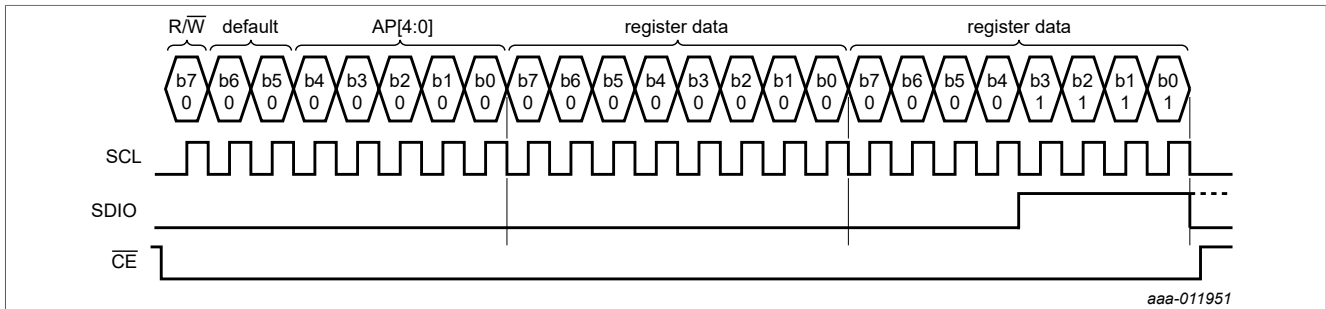 R/W̅ default AP[4:0] register data register data
b7 b6 b5 b4 b3 b2 b1 b0 b7 b6 b5 b4 b3 b2 b1 b0 b7 b6 b5 b4 b3 b2 b1 b0
0 0 0 0 0 0 0 0 0 0 0 0 0 0 0 0 0 0 0 0 1 1 1 1
SCL
SDIO
C̅E̅
aaa-011951